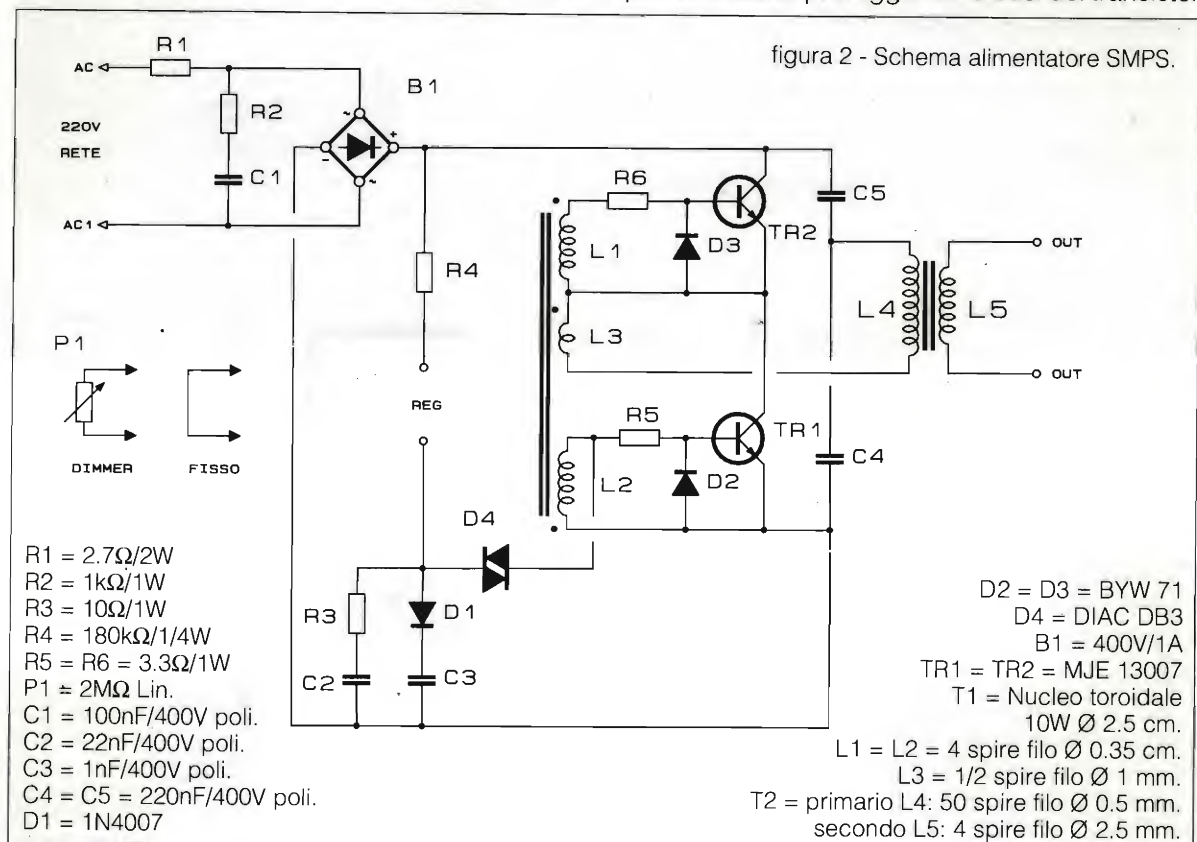 figura 2 - Schema alimentatore SMPS.
AC
R1
B1
R2
220V
RETE
C1
AC1
~
+
-
~
R4
R6
L1
D3
TR2
C5
OUT
L4
L5
L3
OUT
P1
REG
DIMMER
FISSO
R5
TR1
L2
D2
C4
D4
R3
D1
C2
C3
R1 = 2.7Ω/2W
R2 = 1kΩ/1W
R3 = 10Ω/1W
R4 = 180kΩ/1/4W
R5 = R6 = 3.3Ω/1W
P1 = 2MΩ Lin.
C1 = 100nF/400V poli.
C2 = 22nF/400V poli.
C3 = 1nF/400V poli.
C4 = C5 = 220nF/400V poli.
D1 = 1N4007
D2 = D3 = BYW 71
D4 = DIAC DB3
B1 = 400V/1A
TR1 = TR2 = MJE 13007
T1 = Nucleo toroidale
10W Ø 2.5 cm.
L1 = L2 = 4 spire filo Ø 0.35 cm.
L3 = 1/2 spire filo Ø 1 mm.
T2 = primario L4: 50 spire filo Ø 0.5 mm.
secondo L5: 4 spire filo Ø 2.5 mm.